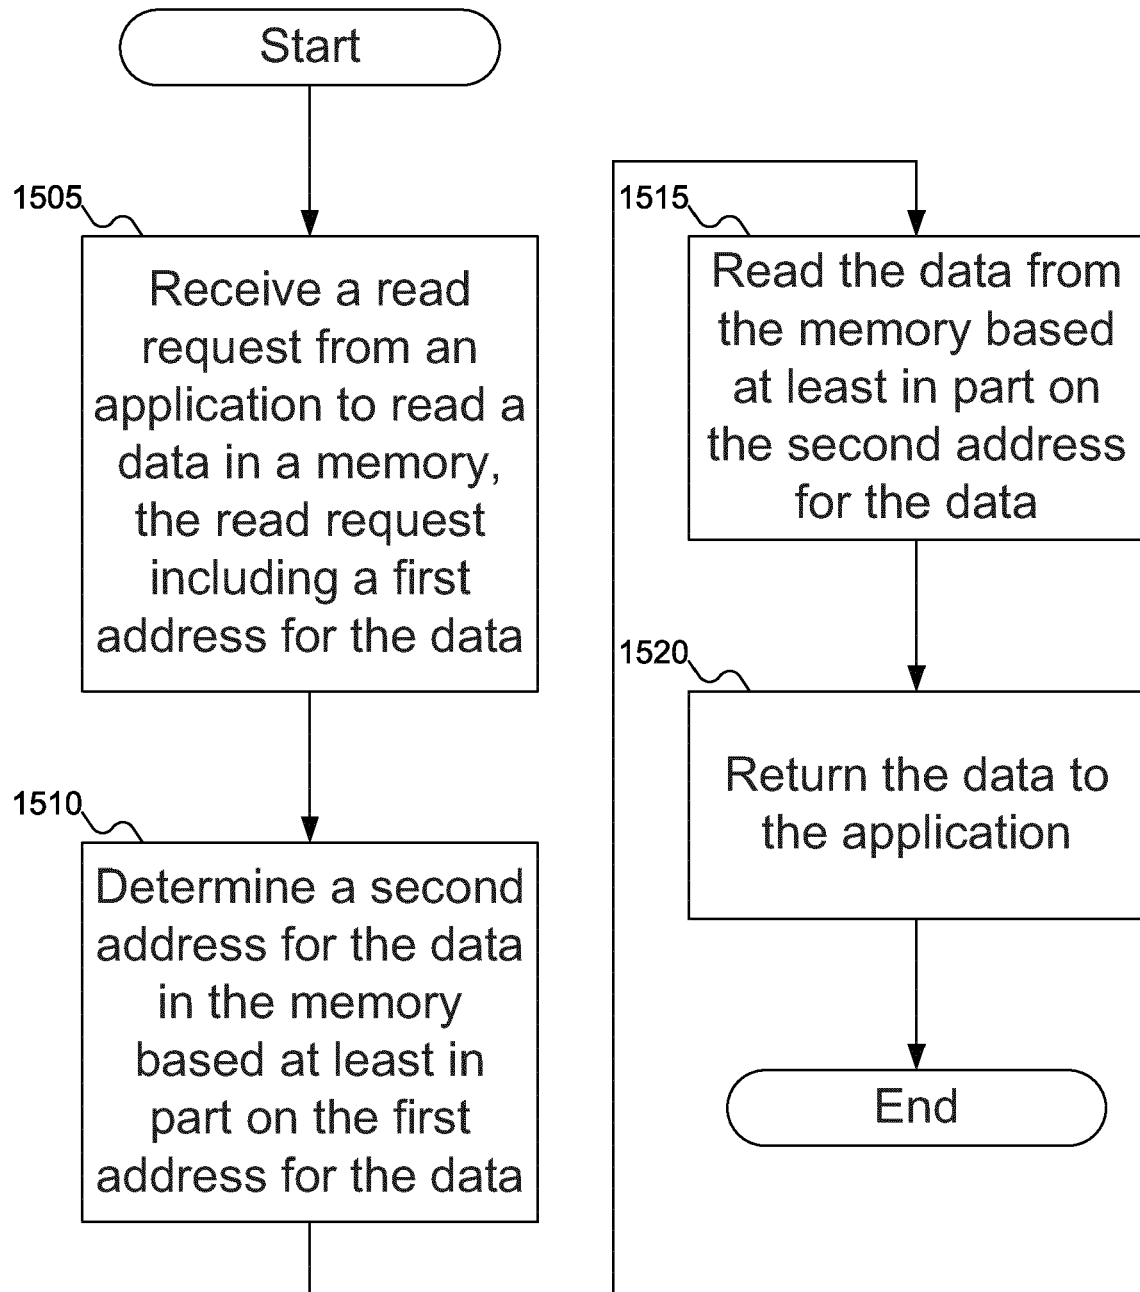 Start
1505
Receive a read
request from an
application to read a
data in a memory,
the read request
including a first
address for the data
1510
Determine a second
address for the data
in the memory
based at least in
part on the first
address for the data
1515
Read the data from
the memory based
at least in part on
the second address
for the data
1520
Return the data to
the application
End